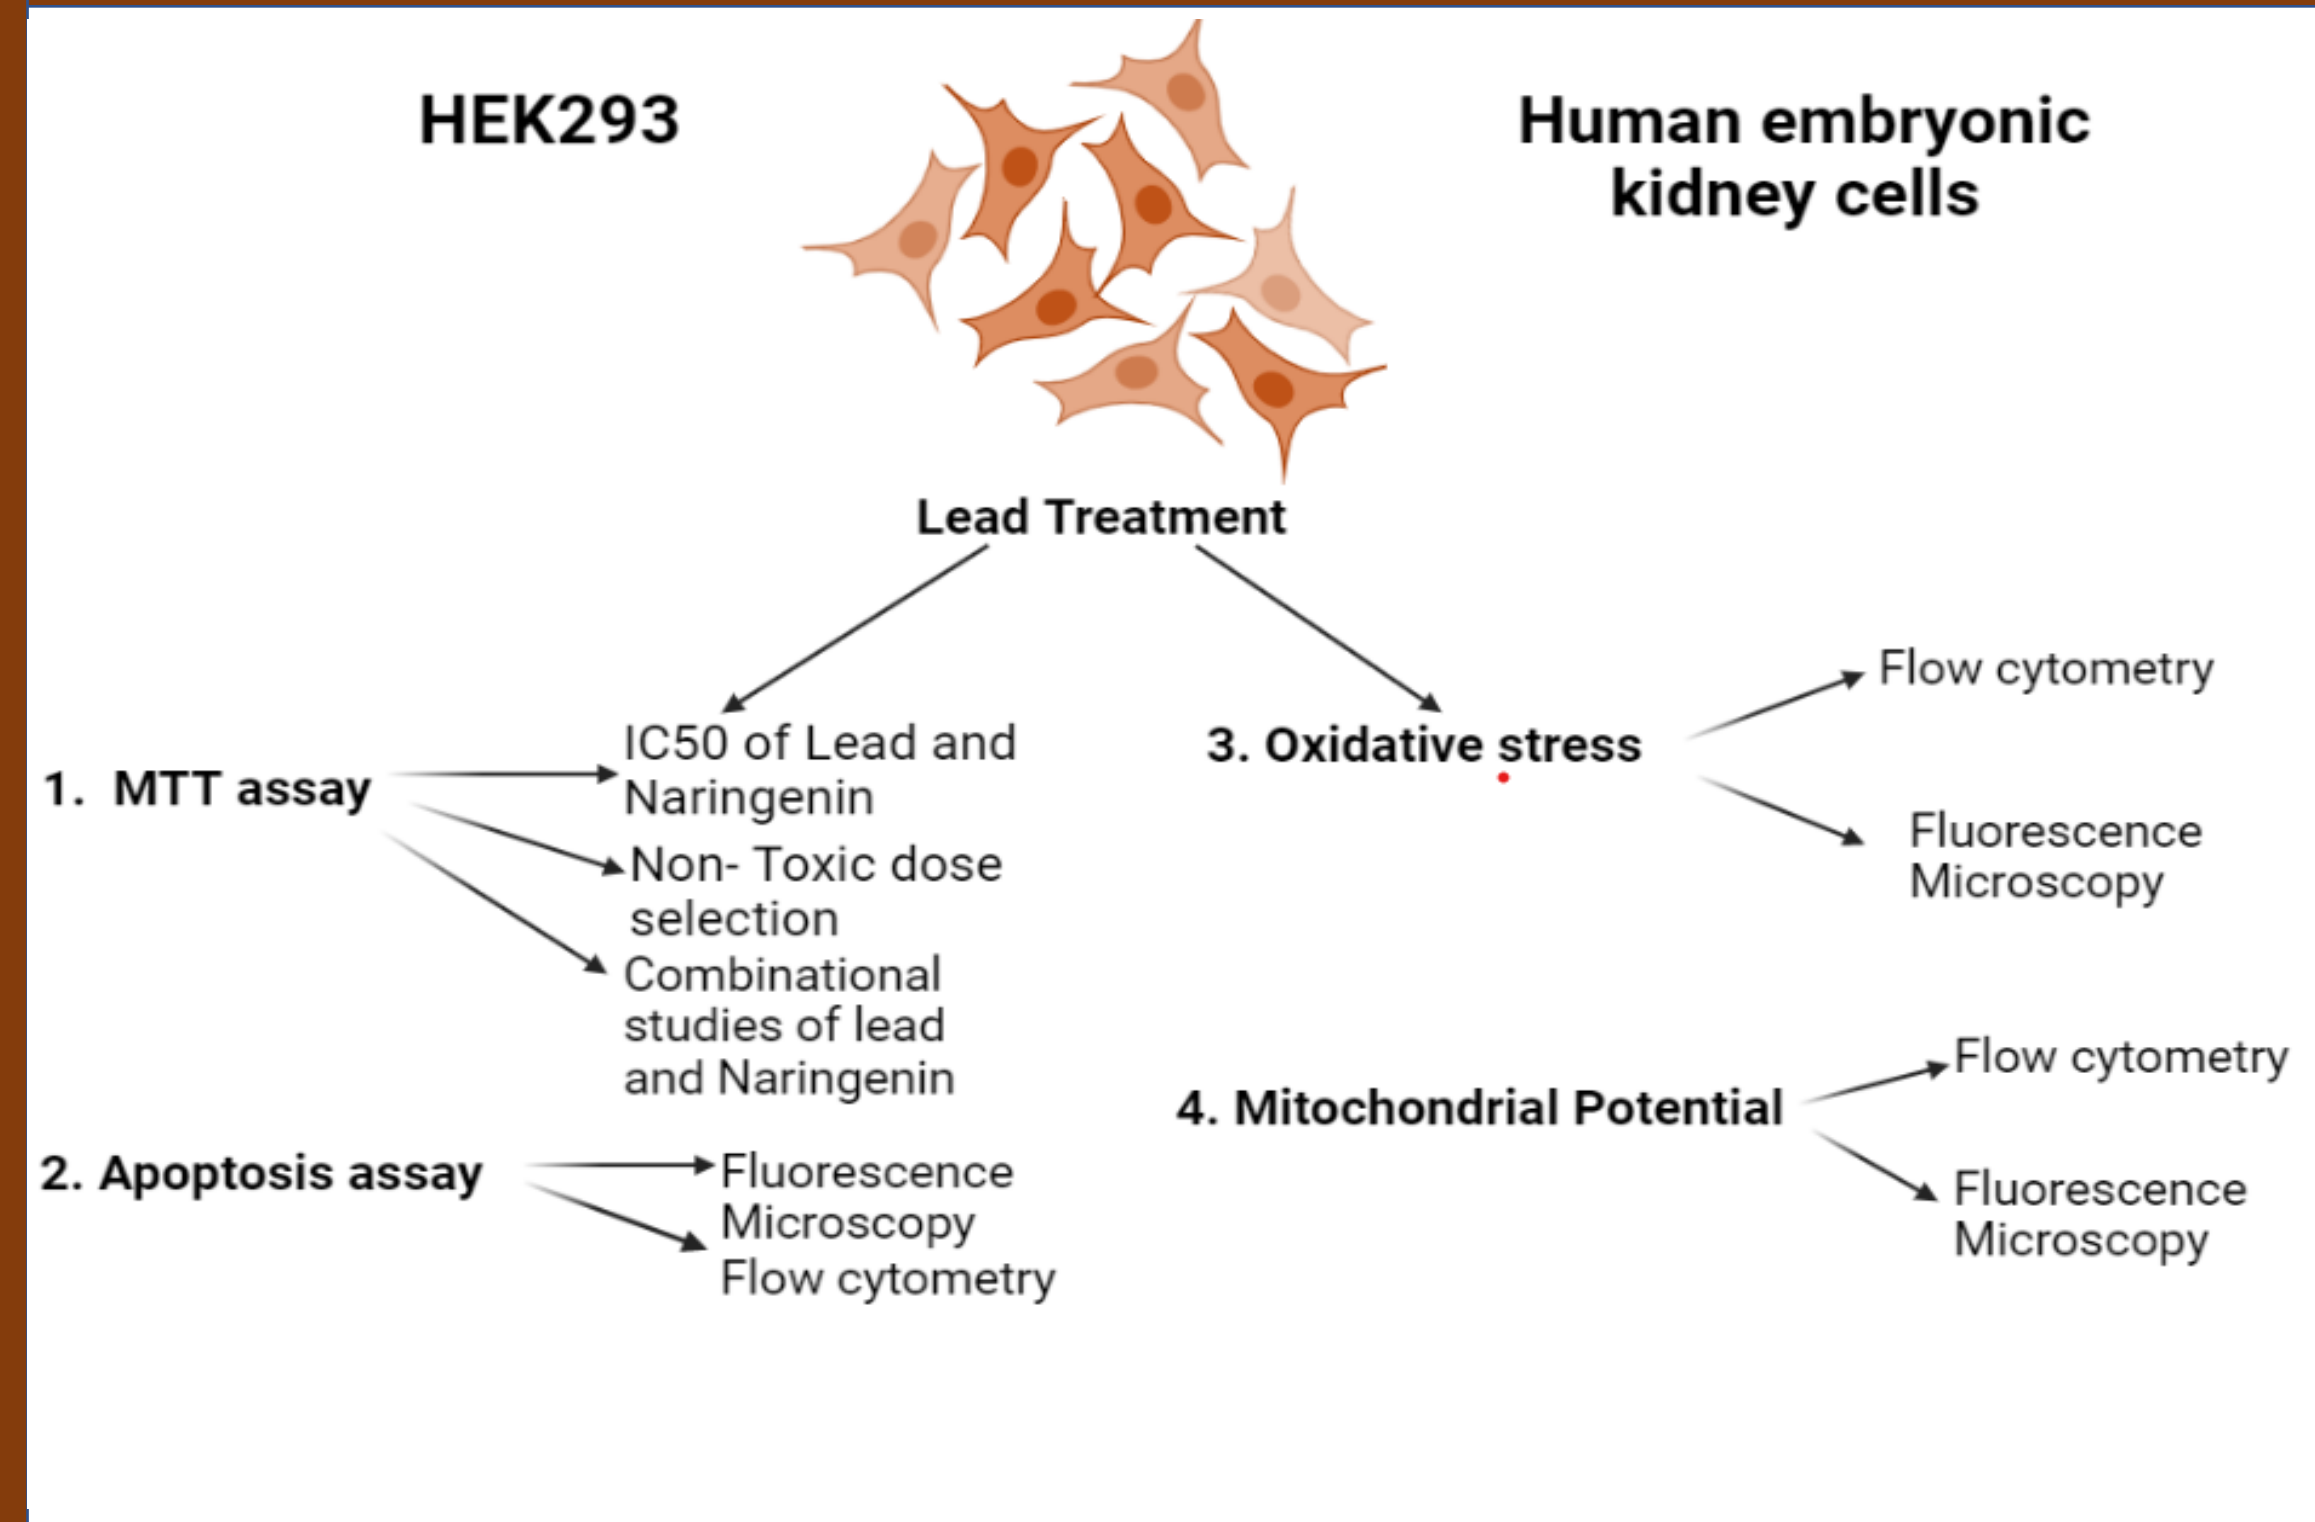 HEK293
Human embryonic
kidney cells
Lead Treatment
1. MTT assay
IC50 of Lead and
Naringenin
Non- Toxic dose
selection
Combinational
studies of lead
and Naringenin
2. Apoptosis assay
Fluorescence
Microscopy
Flow cytometry
3. Oxidative stress
Flow cytometry
Fluorescence
Microscopy
4. Mitochondrial Potential
Flow cytometry
Fluorescence
Microscopy